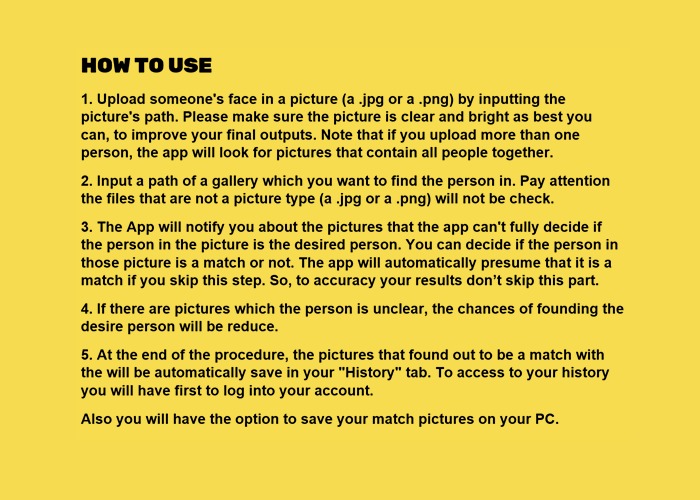 HOW TO USE
1. Upload someone's face in a picture (a .jpg or a .png) by inputting the
picture's path. Please make sure the picture is clear and bright as best you
can, to improve your final outputs. Note that if you upload more than one
person, the app will look for pictures that contain all people together.
2. Input a path of a gallery which you want to find the person in. Pay attention
the files that are not a picture type (a .jpg or a .png) will not be check.
3. The App will notify you about the pictures that the app can't fully decide if
the person in the picture is the desired person. You can decide if the person in
those picture is a match or not. The app will automatically presume that it is a
match if you skip this step. So, to accuracy your results don’t skip this part.
4. If there are pictures which the person is unclear, the chances of founding the
desire person will be reduce.
5. At the end of the procedure, the pictures that found out to be a match with
the will be automatically save in your "History" tab. To access to your history
you will have first to log into your account.
Also you will have the option to save your match pictures on your PC.